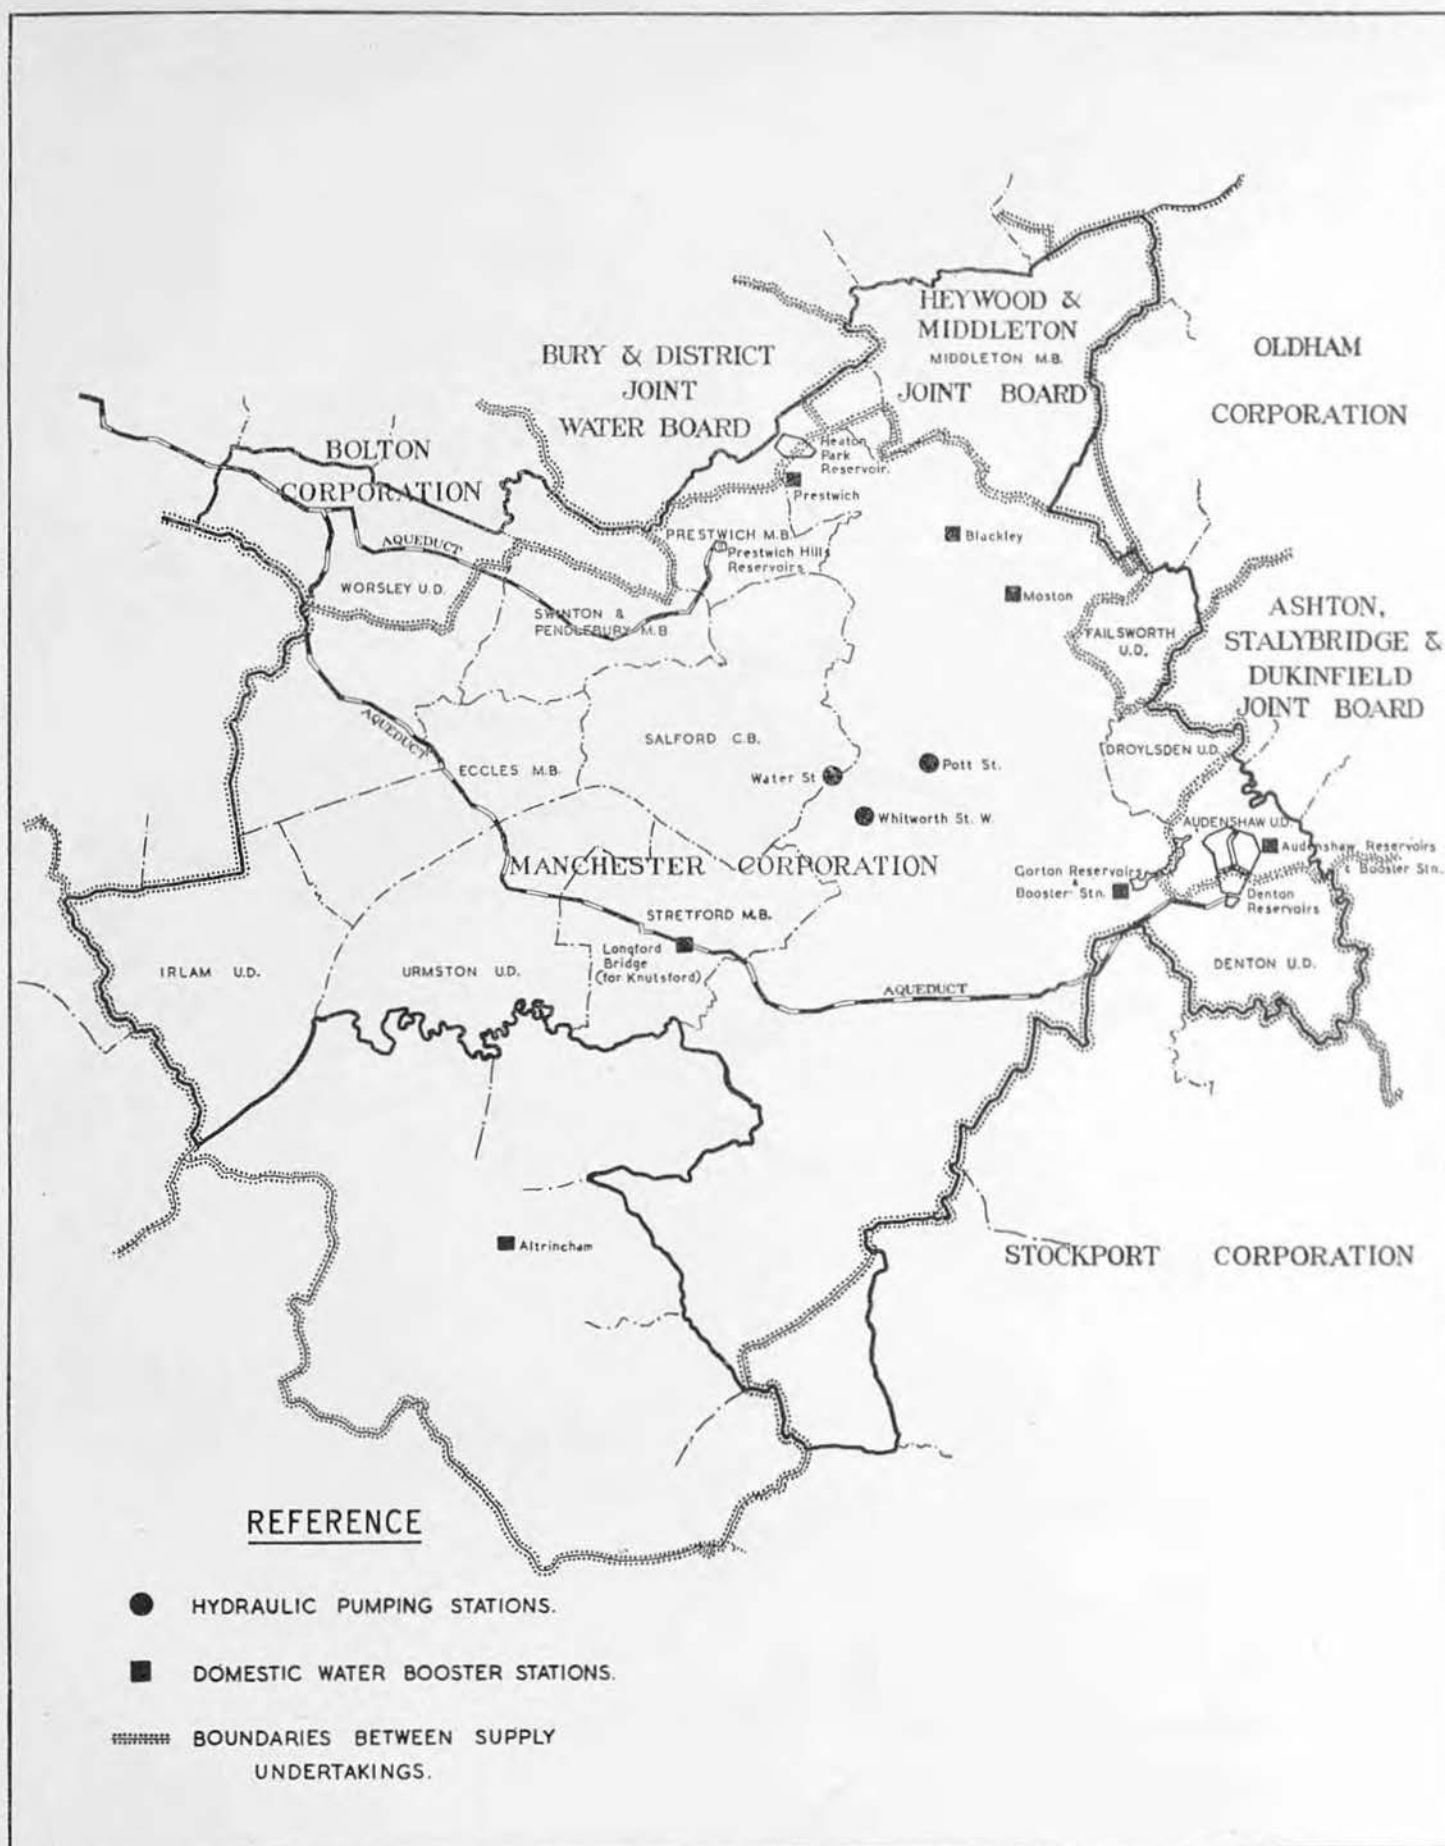 HEYWOOD &
MIDDLETON
MIDDLETON M.B.
JOINT BOARD
BURY & DISTRICT
JOINT
WATER BOARD
OLDHAM
CORPORATION
BOLTON
CORPORATION
Heaton
Park
Reservoir.
Prestwich
PRESTWICH M.B.
Prestwich Hills
Reservoirs
Blackley
Moston
AQUEDUCT
WORSLEY U.D.
SWINTON &
PENDLEBURY M.B.
FAILSWORTH
U.D.
ASHTON,
STALYBRIDGE &
DUKINFIELD
JOINT BOARD
AQUEDUCT
SALFORD C.B.
ECCLES M.B.
DROYLSDEN U.D.
Water St
Pott St.
Whitworth St. W.
AUDENSHAW U.D.
Audenshaw Reservoirs
& Booster Stn.
MANCHESTER CORPORATION
Gorton Reservoirs
&
Booster Stn.
Denton
Reservoirs
STRETFORD M.B.
Longford
Bridge
(for Knutsford)
IRLAM U.D.
URMSTON U.D.
DENTON U.D.
AQUEDUCT
Altrincham
STOCKPORT CORPORATION
REFERENCE
HYDRAULIC PUMPING STATIONS.
DOMESTIC WATER BOOSTER STATIONS.
BOUNDARIES BETWEEN SUPPLY
UNDERTAKINGS.